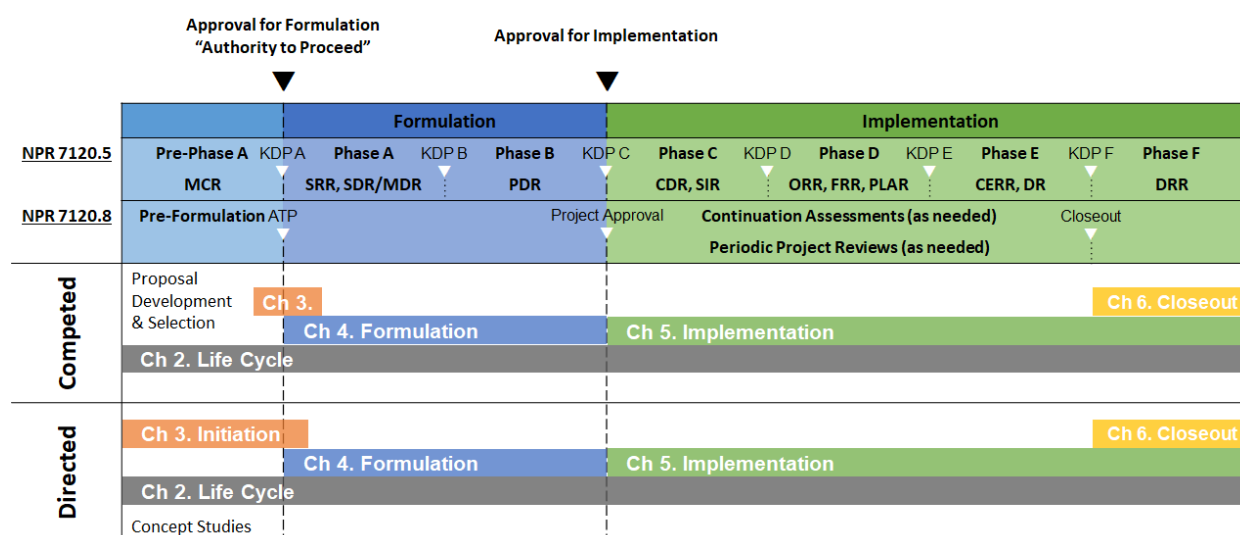 Approval for Formulation
“Authority to Proceed”
Approval for Implementation
Formulation
Implementation
NPR 7120.5
Pre-Phase A KDP A Phase A KDP B Phase B KDP C Phase C KDP D Phase D KDP E Phase E KDP F Phase F
MCR SRR, SDR/MDR PDR CDR, SIR ORR, FRR, PLAR CERR, DR DRR
NPR 7120.8
Pre-Formulation ATP Project Approval Continuation Assessments (as needed) Closeout
Periodic Project Reviews (as needed)
Competed
Proposal
Development
& Selection
Ch 3.
Ch 6. Closeout
Ch 4. Formulation
Ch 5. Implementation
Ch 2. Life Cycle
Directed
Ch 3. Initiation
Ch 6. Closeout
Ch 4. Formulation
Ch 5. Implementation
Ch 2. Life Cycle
Concept Studies